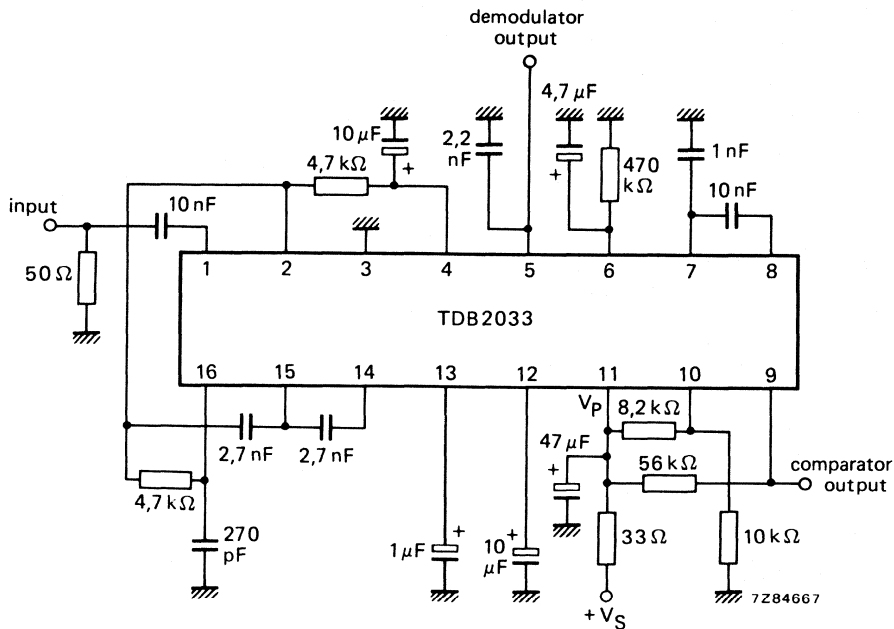 demodulator
output
4,7 µF
10 µF
2,2
nF
1 nF
4,7 kΩ
470
kΩ
10 nF
input
10 nF
50 Ω
1 2 3 4 5 6 7 8
TDB2033
16 15 14 13 12 11 10 9
VP
8,2 kΩ
2,7 nF
2,7 nF
47 µF
56 kΩ
comparator
output
4,7 kΩ
+
270
pF
1 µF
+
10
µF
+
33 Ω
10 kΩ
+
+
+ VS
7Z84667